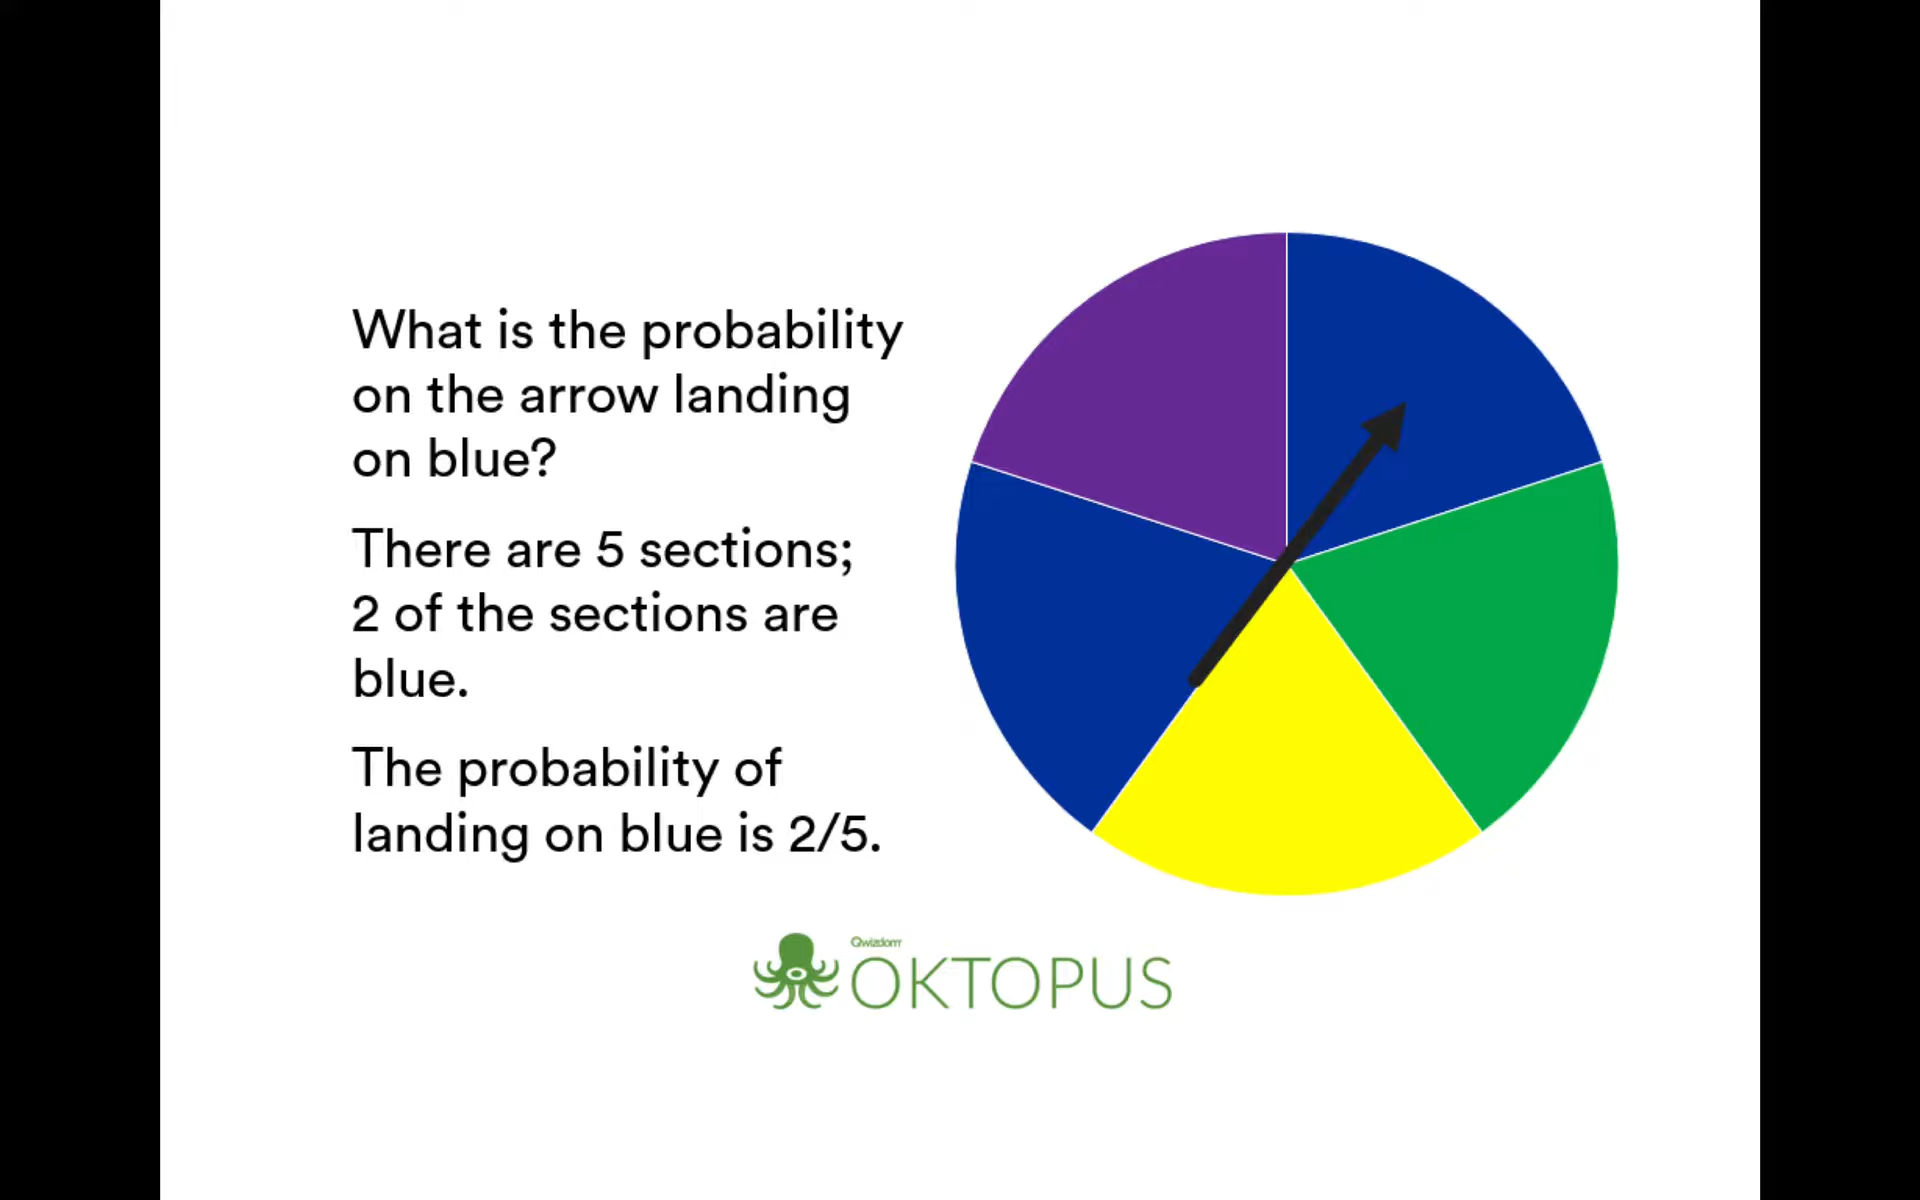 What is the probability
on the arrow landing
on blue?
There are 5 sections;
2 of the sections are
blue.
The probability of
landing on blue is 2/5.
Qwizdom
OKTOPUS